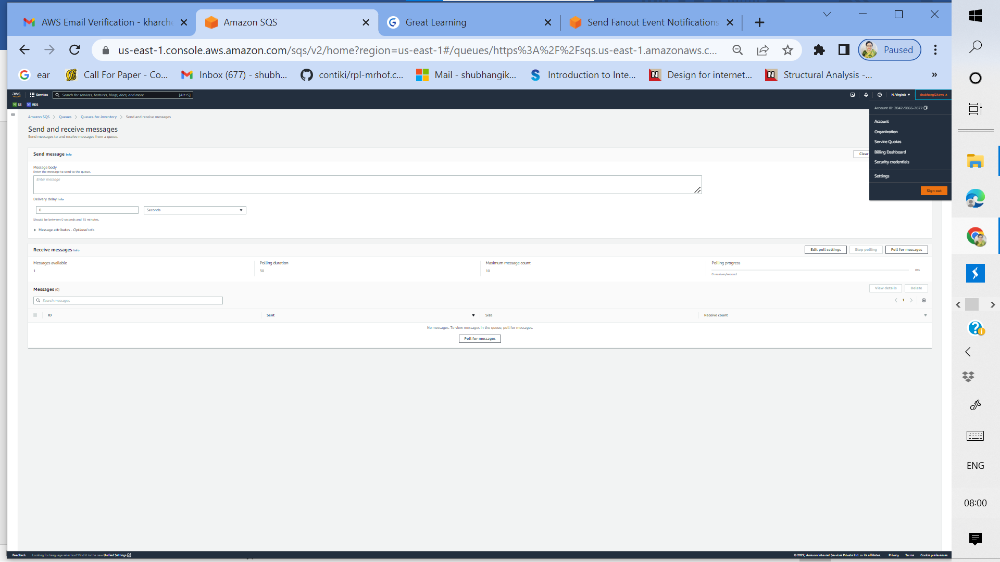 AWS Email Verification - kharche
Amazon SQS
Great Learning
Send Fanout Event Notifications
us-east-1.console.aws.amazon.com/sqs/v2/home?region=us-east-1#/queues/https%3A%2F%2Fsqs.us-east-1.amazonaws.c...
Paused
ear
Call For Paper - Co...
Inbox (677) - shubh...
contiki/rpl-mrhof.c...
Mail - shubhangik...
Introduction to Inte...
Design for internet...
Structural Analysis -...
»
aws
Services
Search for services, features, blogs, docs, and more
[Alt+S]
N. Virginia
shubhangi24aws
S3
RDS
Account ID: 2042-9866-2877
Account
Organization
Service Quotas
Billing Dashboard
Security credentials
Settings
Sign out
Amazon SQS > Queues > Queues-for-inventory > Send and receive messages
Send and receive messages
Send messages to and receive messages from a queue.
Send message Info
Clear
Message body
Enter the message to send to the queue.
Enter message
Delivery delay Info
0
Seconds
Should be between 0 seconds and 15 minutes.
Message attributes - Optional Info
Receive messages Info
Edit poll settings
Stop polling
Poll for messages
Messages available
1
Polling duration
30
Maximum message count
10
Polling progress
0%
0 receives/second
Messages (0)
View details
Delete
Search messages
1
ID
Sent
Size
Receive count
No messages. To view messages in the queue, poll for messages.
Poll for messages
Feedback
Looking for language selection? Find it in the new Unified Settings
© 2022, Amazon Internet Services Private Ltd. or its affiliates.
Privacy
Terms
Cookie preferences
ENG
08:00